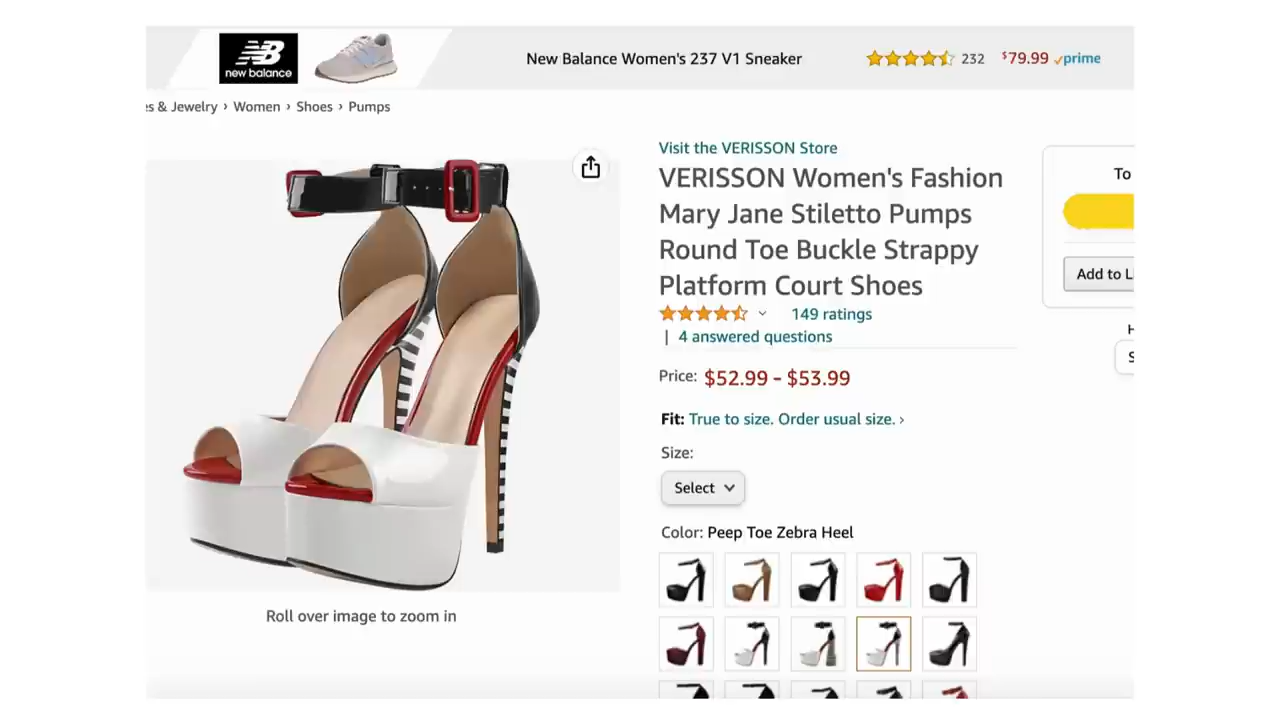 NB
new balance
New Balance Women's 237 V1 Sneaker
232 $79.99 prime
es & Jewelry › Women › Shoes › Pumps
Visit the VERISSON Store
VERISSON Women's Fashion
Mary Jane Stiletto Pumps
Round Toe Buckle Strappy
Platform Court Shoes
149 ratings
| 4 answered questions
Price: $52.99 - $53.99
Fit: True to size. Order usual size. ›
Size:
Select
Color: Peep Toe Zebra Heel
Roll over image to zoom in
To
Add to L
H
S